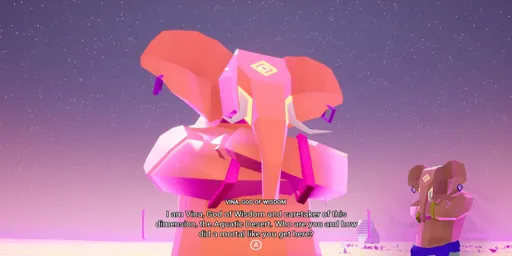 VINA, GOD OF WISDOM
I am Vina, God of Wisdom and caretaker of this
dimension, the Aquatic Desert. Who are you and how
did a mortal like you get here?
A